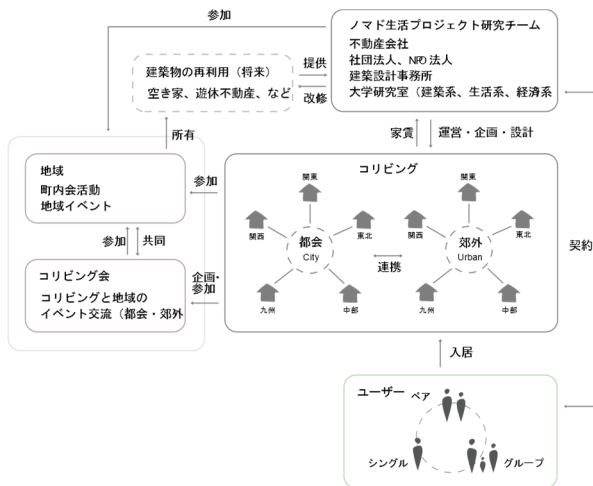 参加
ノマド生活プロジェクト研究チーム
不動産会社
社団法人、NPO法人
建築設計事務所
大学研究室（建築系、生活系、経済系
建築物の再利用（将来）
空き家、遊休不動産、など
提供
改修
所有
家賃
運営・企画・設計
地域
町内会活動
地域イベント
参加
参加
共同
コリビング会
コリビングと地域の
イベント交流（都会・郊外
企画・
参加
コリビング
関東
関西
東北
都会
City
九州
中部
連携
関東
関西
東北
郊外
Urban
九州
中部
契約
入居
ユーザー
ペア
シングル
グループ